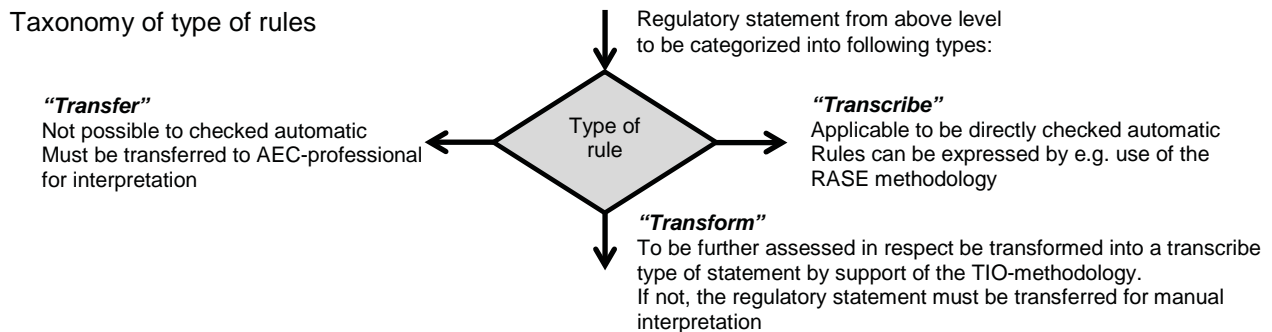 Taxonomy of type of rules
Regulatory statement from above level
to be categorized into following types:
“Transfer”
Not possible to checked automatic
Must be transferred to AEC-professional
for interpretation
Type of
rule
“Transcribe”
Applicable to be directly checked automatic
Rules can be expressed by e.g. use of the
RASE methodology
“Transform”
To be further assessed in respect be transformed into a transcribe
type of statement by support of the TIO-methodology.
If not, the regulatory statement must be transferred for manual
interpretation